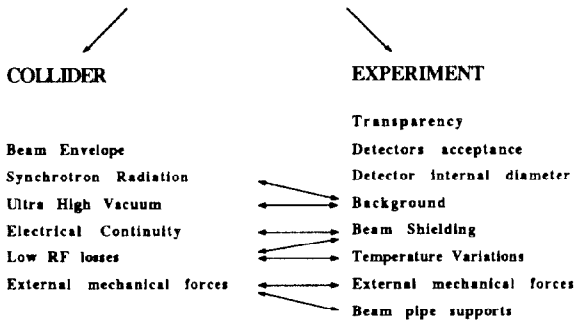 COLLIDER
EXPERIMENT
Transparency
Beam Envelope
Detectors acceptance
Synchrotron Radiation
Detector internal diameter
Ultra High Vacuum
Background
Electrical Continuity
Beam Shielding
Low RF losses
Temperature Variations
External mechanical forces
External mechanical forces
Beam pipe supports